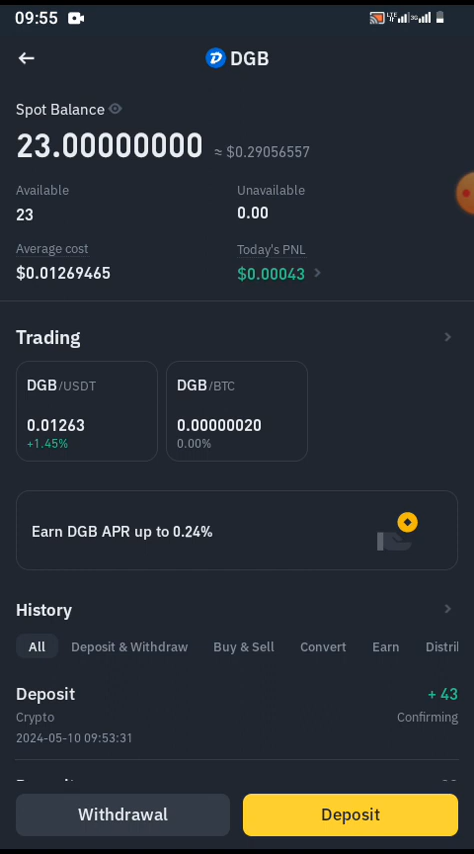 09:55
LTE 3G
DGB
Spot Balance
23.00000000 ≈ $0.29056557
Available Unavailable
23 0.00
Average cost Today's PNL
$0.01269465 $0.00043
Trading
DGB/USDT DGB/BTC
0.01263 0.00000020
+1.45% 0.00%
Earn DGB APR up to 0.24%
History
All Deposit & Withdraw Buy & Sell Convert Earn Distri
Deposit + 43
Crypto Confirming
2024-05-10 09:53:31
Withdrawal Deposit